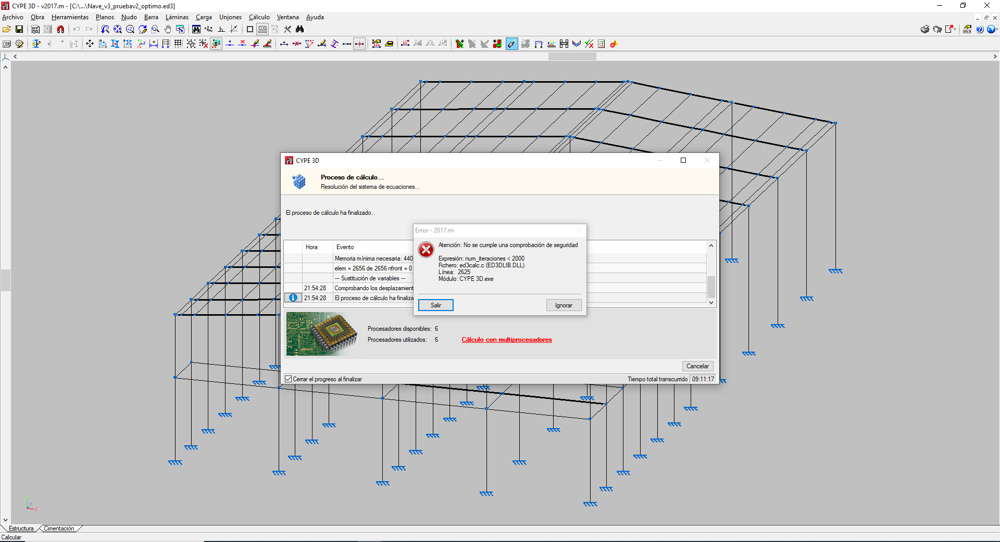 CYPE 3D - v2017.m - [C:\...\Nave_v3_pruebav2_optimo.ed3]
Archivo Obra Herramientas Planos Nudo Barra Láminas Carga Uniones Cálculo Ventana Ayuda
CYPE 3D
Proceso de cálculo...
Resolución del sistema de ecuaciones...
El proceso de cálculo ha finalizado.
Hora Evento
Memoria mínima necesaria: 440
elem = 2656 de 2656 nfront = 0
--- Sustitución de variables ---
21:54:28 Comprobando los desplazamient
21:54:28 El proceso de cálculo ha finaliza
Error - 2017.m
Atención: No se cumple una comprobación de seguridad
Expresión: num_iteraciones < 2000
Fichero: ed3calc.c (ED3DLIB.DLL)
Línea: 2625
Módulo: CYPE 3D.exe
Salir Ignorar
Procesadores disponibles: 6
Procesadores utilizados: 6 Cálculo con multiprocesadores
Cancelar
Cerrar el progreso al finalizar Tiempo total transcurrido 09:11:17
Y
X
Estructura Cimentación
Calcular